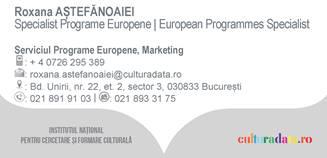 Roxana AȘTEFĂNOAIEI
Specialist Programe Europene | European Programmes Specialist
Serviciul Programe Europene, Marketing
: + 4 0726 295 389
: roxana.astefanoaiei@culturadata.ro
: Bd. Unirii, nr. 22, et. 2, sector 3, 030833 București
: 021 891 91 03 | : 021 893 31 75
INSTITUTUL NAȚIONAL
PENTRU CERCETARE ȘI FORMARE CULTURALĂ
culturadata.ro